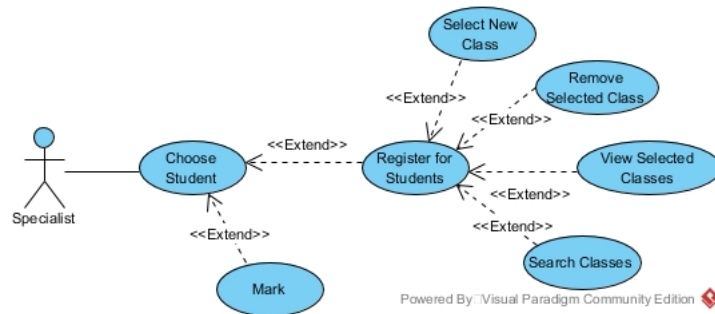 Select New
Class
<<Extend>>
Remove
Selected Class
<<Extend>>
<<Extend>>
Choose
Student
Register for
Students
View Selected
Classes
<<Extend>>
Specialist
<<Extend>>
<<Extend>>
Search Classes
Mark
Powered By Visual Paradigm Community Edition